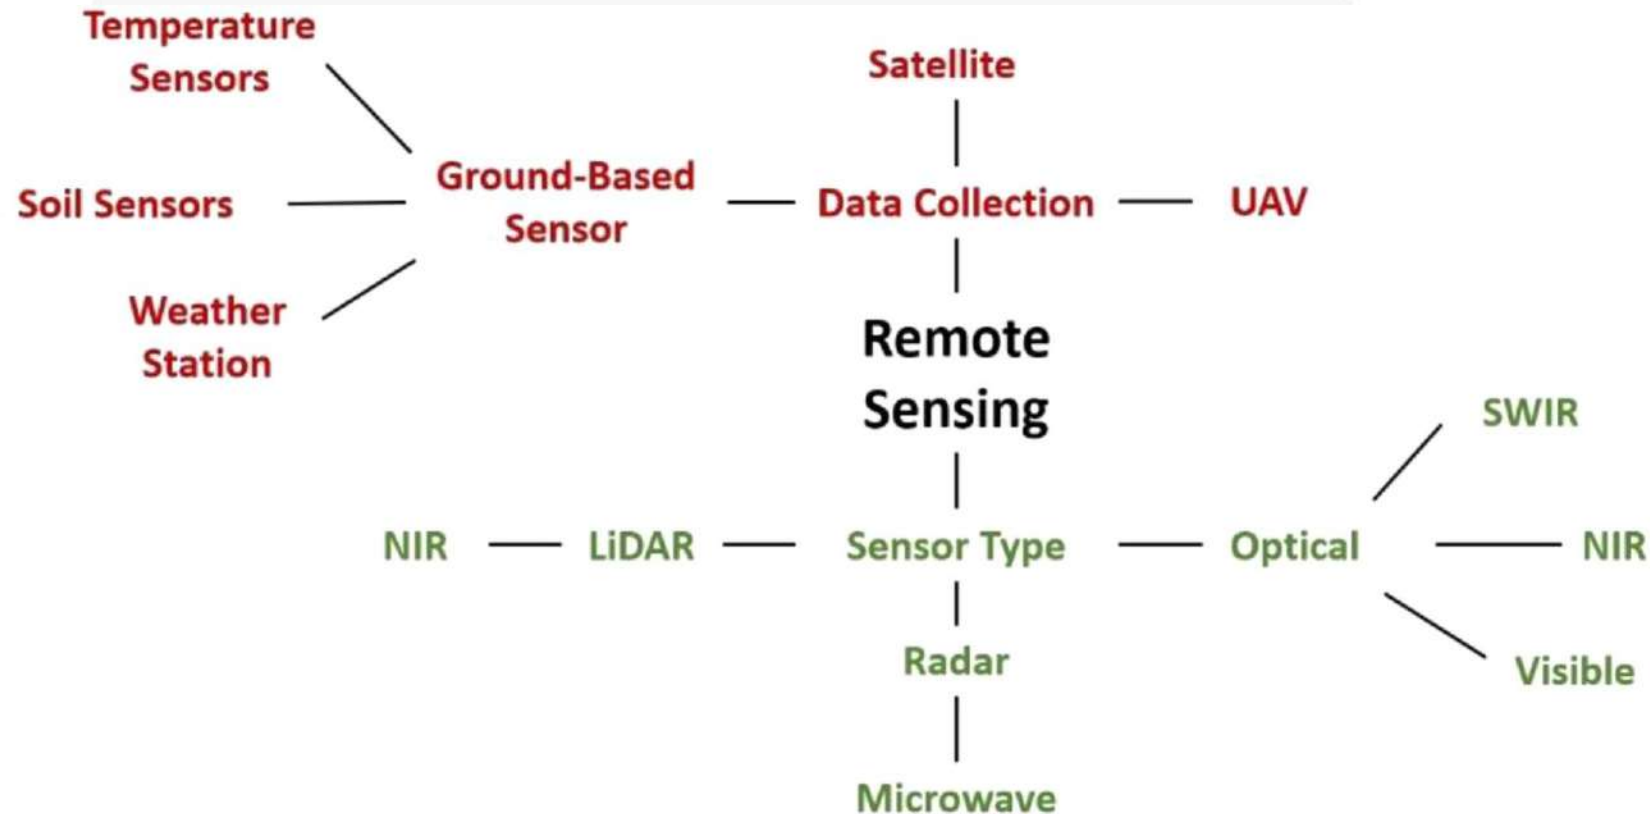 Temperature
Sensors
Satellite
Soil Sensors
Ground-Based
Sensor
Data Collection
UAV
Weather
Station
Remote
Sensing
SWIR
NIR
LiDAR
Sensor Type
Optical
NIR
Visible
Radar
Microwave